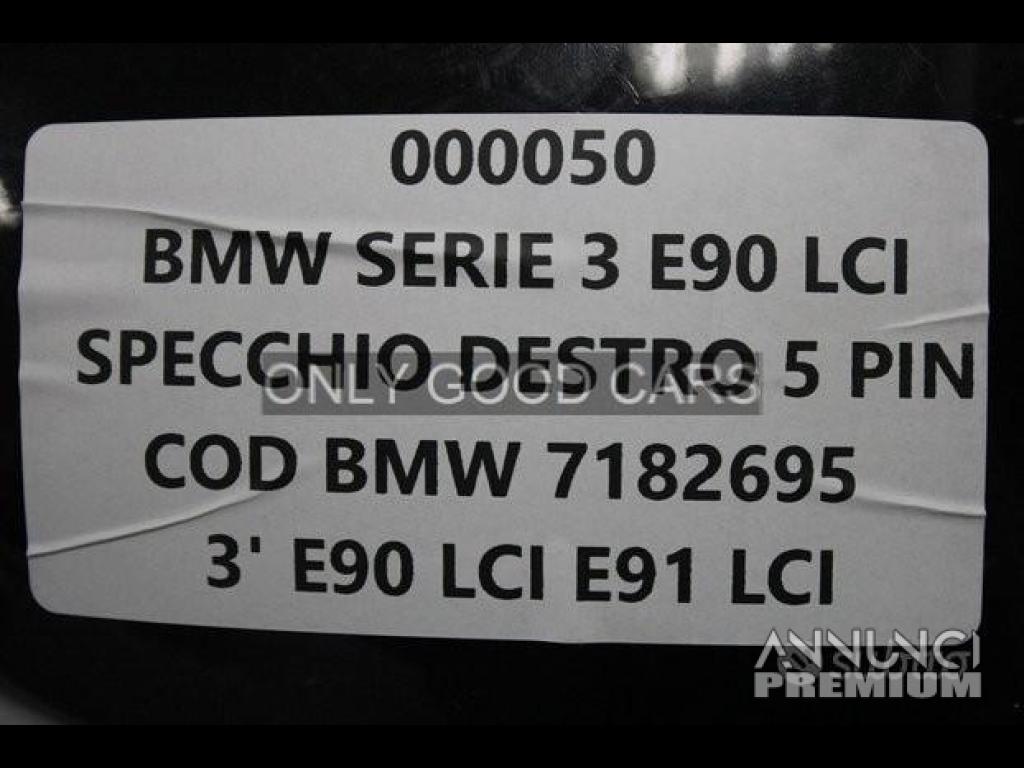 000050
BMW SERIE 3 E90 LCI
SPECCHIO DESTRO 5 PIN
ONLY GOOD CARS
COD BMW 7182695
3' E90 LCI E91 LCI
ANNUNCI
PREMIUM